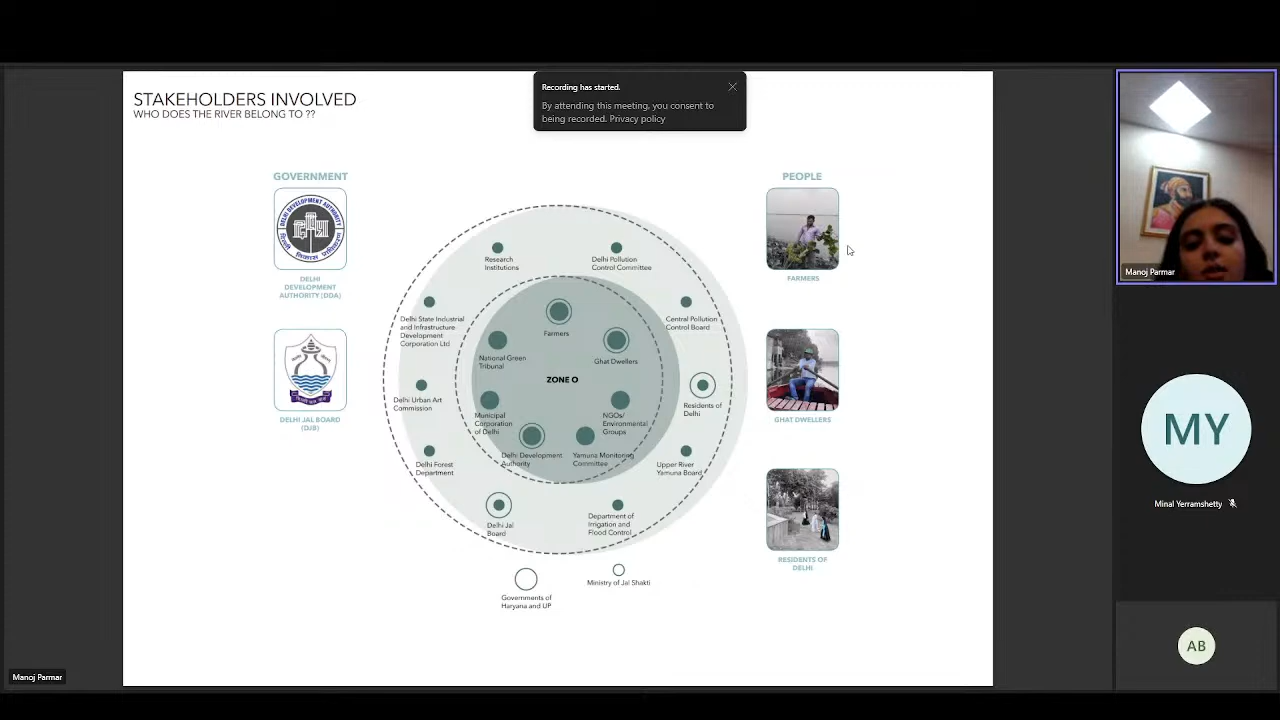 Recording has started.
By attending this meeting, you consent to
being recorded. Privacy policy
STAKEHOLDERS INVOLVED
WHO DOES THE RIVER BELONG TO ??
GOVERNMENT
DELHI DEVELOPMENT AUTHORITY
DELHI
DEVELOPMENT
AUTHORITY (DDA)
DELHI JAL BOARD
(DJB)
Research
Institutions
Delhi Pollution
Control Committee
Delhi State Industrial
and Infrastructure
Development
Corporation Ltd
Central Pollution
Control Board
Farmers
National Green
Tribunal
Ghat Dwellers
ZONE O
Delhi Urban Art
Commission
Municipal
Corporation
of Delhi
NGOs/
Environmental
Groups
Residents of
Delhi
Delhi Development
Authority
Yamuna Monitoring
Committee
Delhi Forest
Department
Upper River
Yamuna Board
Delhi Jal
Board
Department of
Irrigation and
Flood Control
Governments of
Haryana and UP
Ministry of Jal Shakti
PEOPLE
FARMERS
GHAT DWELLERS
RESIDENTS OF
DELHI
Manoj Parmar
MY
Minal Yerramshetty
AB
Manoj Parmar